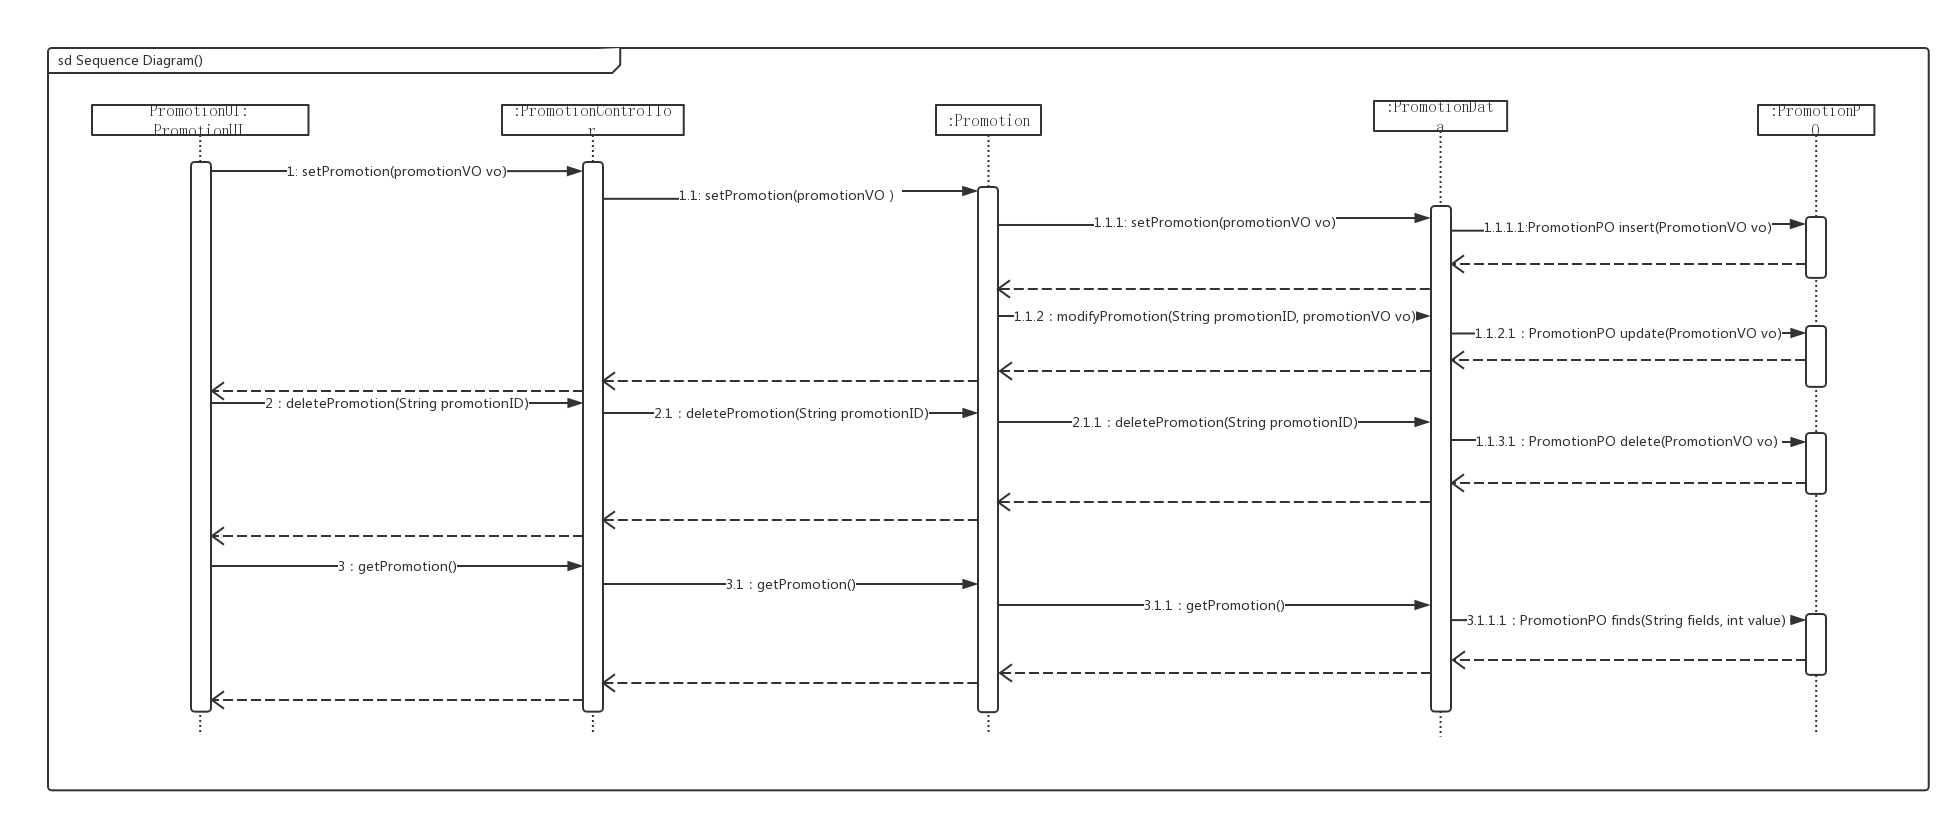 sd Sequence Diagram()
PromotionUI:
PromotionUI
:PromotionControllo
r
:Promotion
:PromotionDat
a
:PromotionP
O
1: setPromotion(promotionVO vo)
1.1: setPromotion(promotionVO )
1.1.1: setPromotion(promotionVO vo)
1.1.1.1:PromotionPO insert(PromotionVO vo)
1.1.2 : modifyPromotion(String promotionID, promotionVO vo)
1.1.2.1 : PromotionPO update(PromotionVO vo)
2 : deletePromotion(String promotionID)
2.1 : deletePromotion(String promotionID)
2.1.1 : deletePromotion(String promotionID)
1.1.3.1 : PromotionPO delete(PromotionVO vo)
3 : getPromotion()
3.1 : getPromotion()
3.1.1 : getPromotion()
3.1.1.1 : PromotionPO finds(String fields, int value)